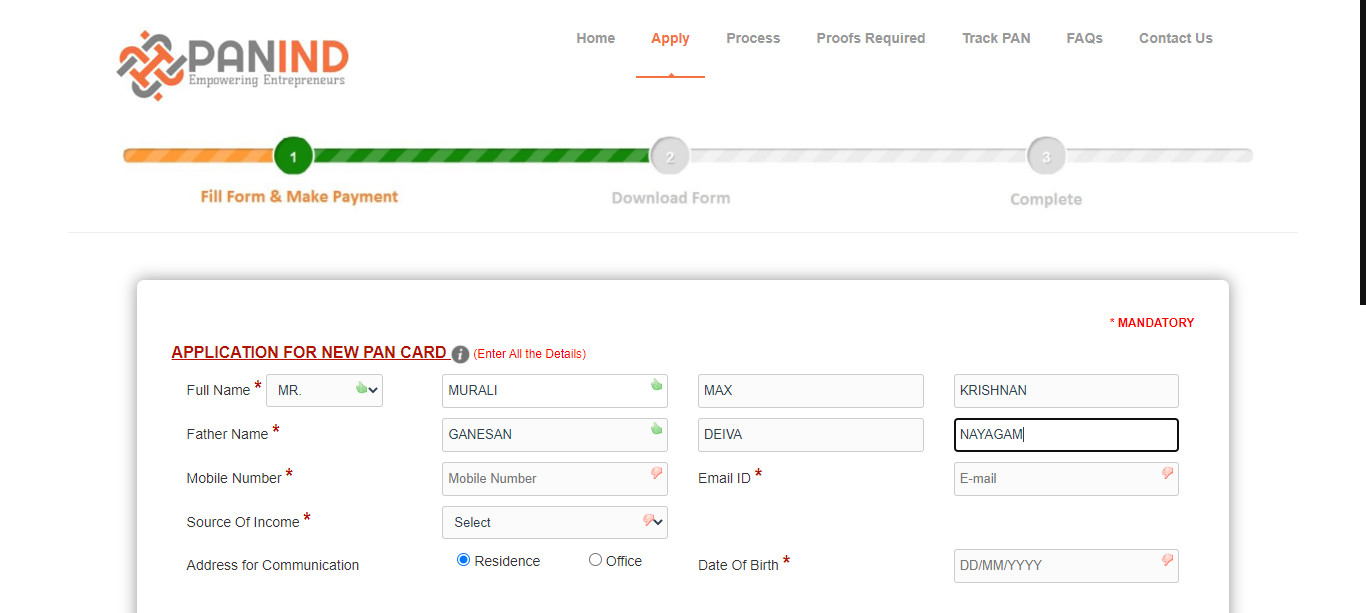 PANIND
Empowering Entrepreneurs
Home Apply Process Proofs Required Track PAN FAQs Contact Us
1 2 3
Fill Form & Make Payment Download Form Complete
* MANDATORY
APPLICATION FOR NEW PAN CARD i (Enter All the Details)
Full Name * MR. MURALI MAX KRISHNAN
Father Name * GANESAN DEIVA NAYAGAM
Mobile Number * Mobile Number Email ID * E-mail
Source Of Income * Select
Address for Communication Residence Office Date Of Birth * DD/MM/YYYY